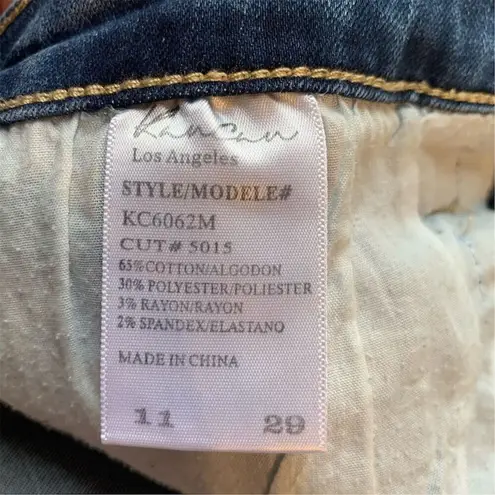 Kancan
Los Angeles
STYLE/MODELE#
KC6062M
CUT# 5015
65% COTTON/ALGODON
30% POLYESTER/POLIESTER
3% RAYON/RAYON
2% SPANDEX/ELASTANO
MADE IN CHINA
11 29